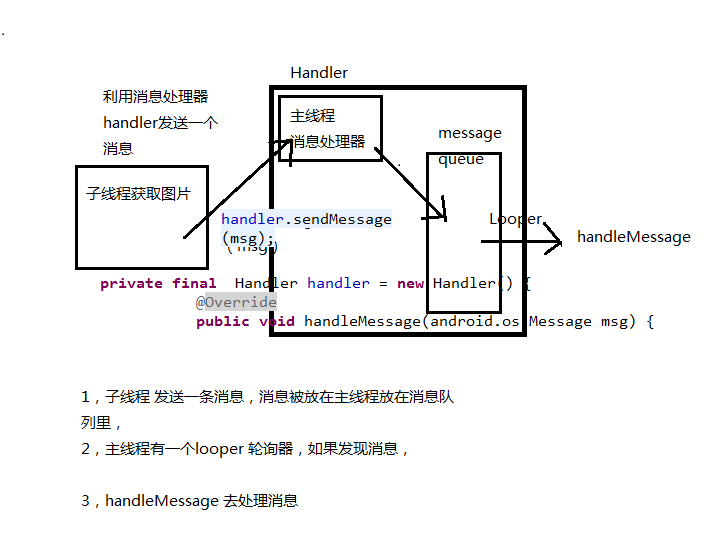 Handler
利用消息处理器
handler发送一个
消息
主线程
消息处理器
message
queue
子线程获取图片
handler.sendMessage
(msg);
Looper
handleMessage
private final Handler handler = new Handler() {
@Override
public void handleMessage(android.os.Message msg) {
1，子线程 发送一条消息，消息被放在主线程放在消息队
列里，
2，主线程有一个looper 轮询器，如果发现消息，
3，handleMessage 去处理消息